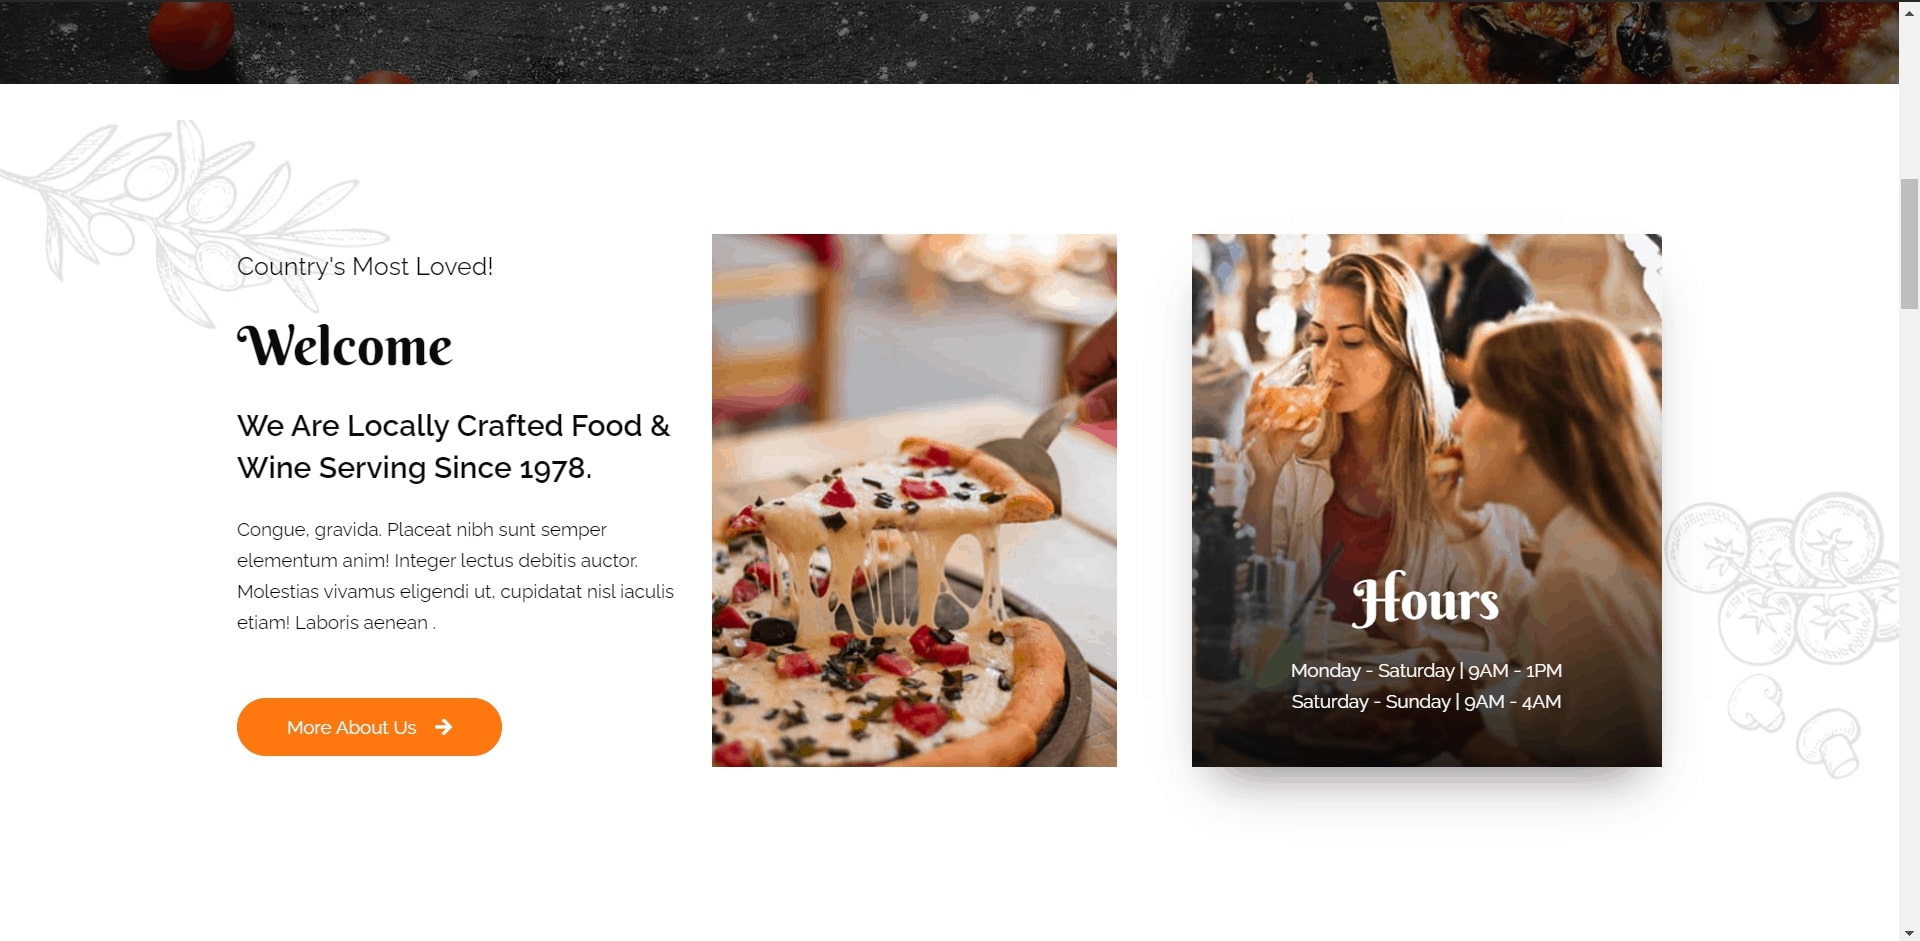 Country's Most Loved!
Welcome
We Are Locally Crafted Food &
Wine Serving Since 1978.
Congue, gravida. Placeat nibh sunt semper
elementum anim! Integer lectus debitis auctor.
Molestias vivamus eligendi ut, cupidatat nisl iaculis
etiam! Laboris aenean .
More About Us
Hours
Monday - Saturday | 9AM - 1PM
Saturday - Sunday | 9AM - 4AM